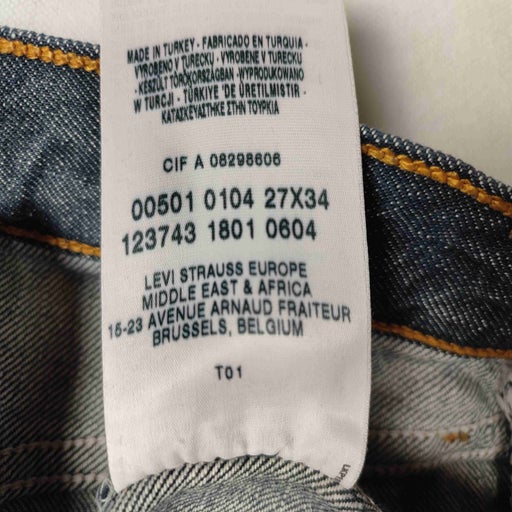 MADE IN TURKEY · FABRICADO EN TURQUIA ·
VYROBENO V TURECKU · VYROBENÉ V TURECKU
· KÉSZÜLT TÖRÖKORSZÁGBAN · WYPRODUKOWANO
W TURCJI · TÜRKIYE 'DE ÜRETILMISTIR ·
ΚΑΤΑΣΚΕΥΑΣΤΗΚΕ ΣΤΗΝ ΤΟΥΡΚΙΑ
CIF A 08298606
00501 0104 27X34
123743 1801 0604
LEVI STRAUSS EUROPE
MIDDLE EAST & AFRICA
15-23 AVENUE ARNAUD FRAITEUR
BRUSSELS, BELGIUM
T01